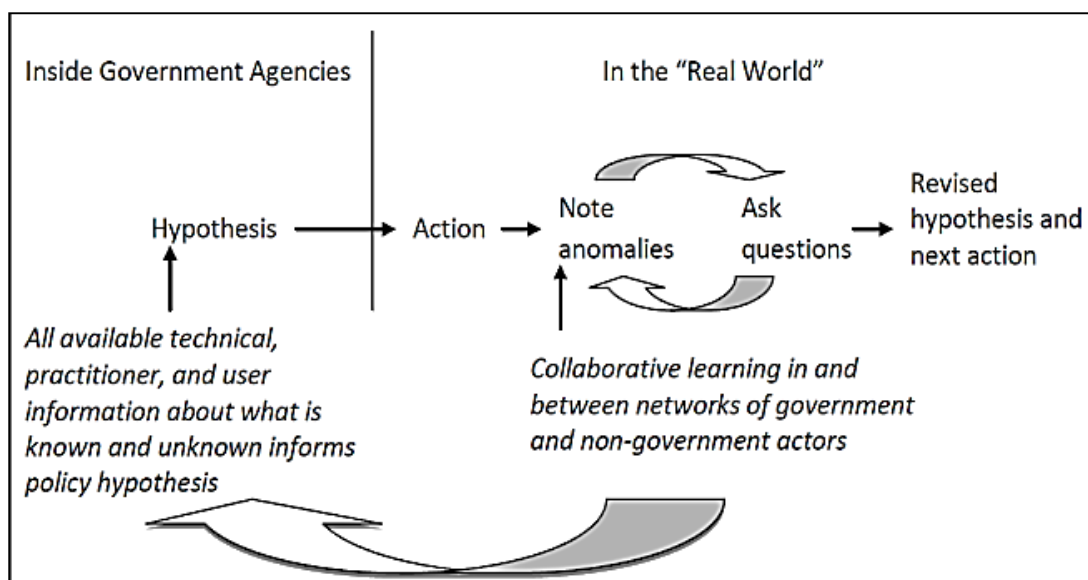 Inside Government Agencies
In the “Real World”
Hypothesis
Action
Note
anomalies
Ask
questions
Revised
hypothesis and
next action
All available technical,
practitioner, and user
information about what is
known and unknown informs
policy hypothesis
Collaborative learning in and
between networks of government
and non-government actors